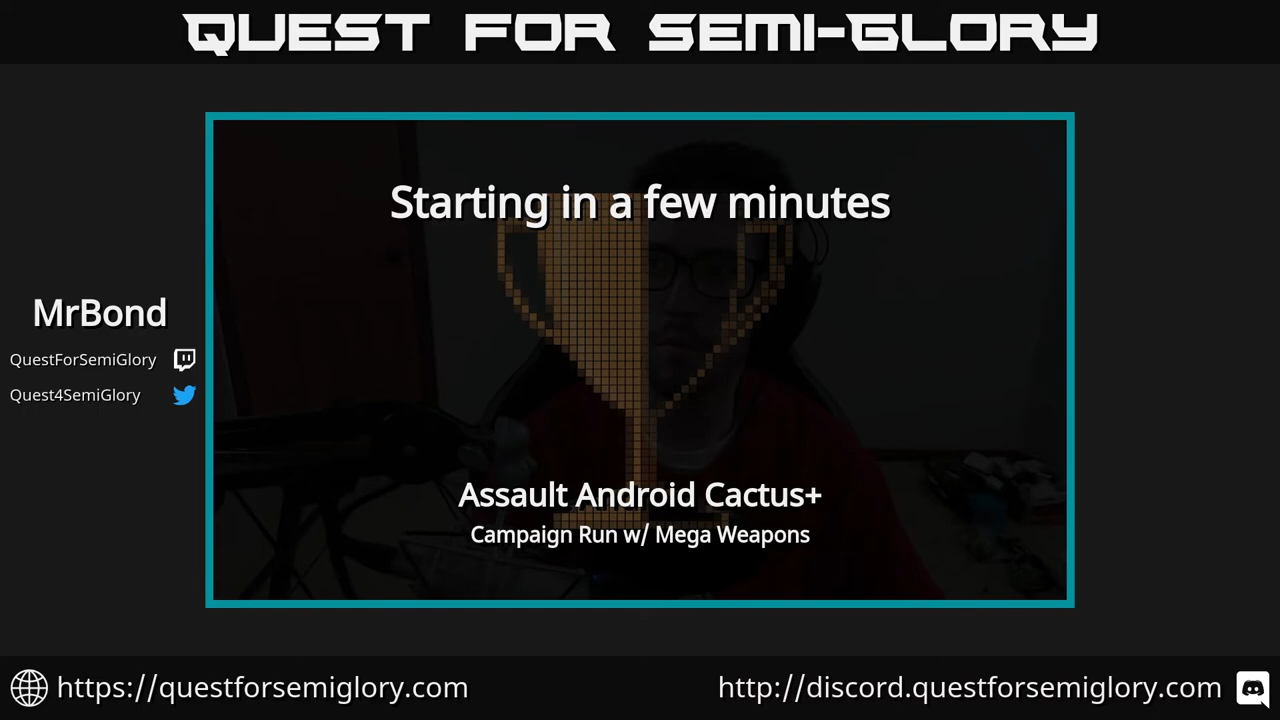 QUEST FOR SEMI-GLORY
Starting in a few minutes
MrBond
QuestForSemiGlory
Quest4SemiGlory
Assault Android Cactus+
Campaign Run w/ Mega Weapons
https://questforsemiglory.com
http://discord.questforsemiglory.com